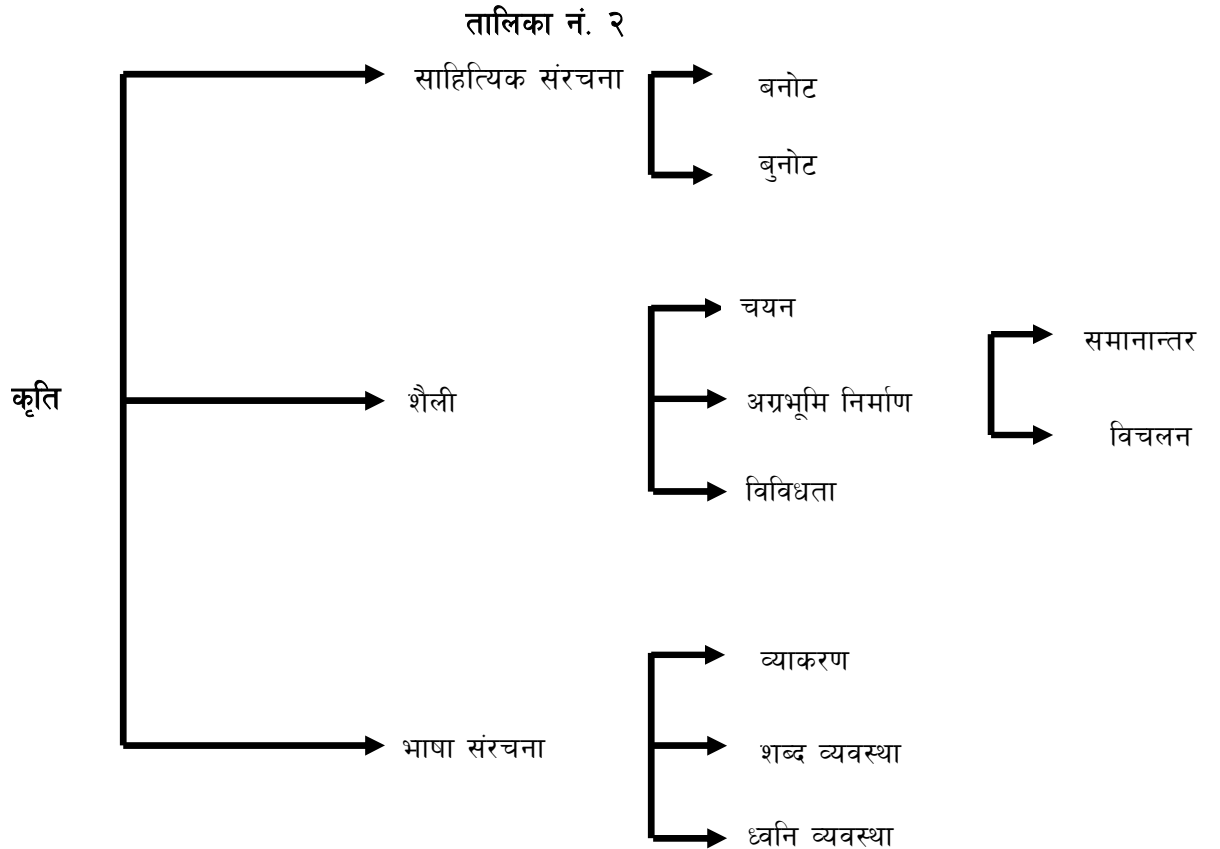 तालिका नं. २
साहित्यिक संरचना
बनोट
बुनोट
चयन
समानान्तर
कृति
शैली
अग्रभूमि निर्माण
विचलन
विविधता
व्याकरण
भाषा संरचना
शब्द व्यवस्था
ध्वनि व्यवस्था